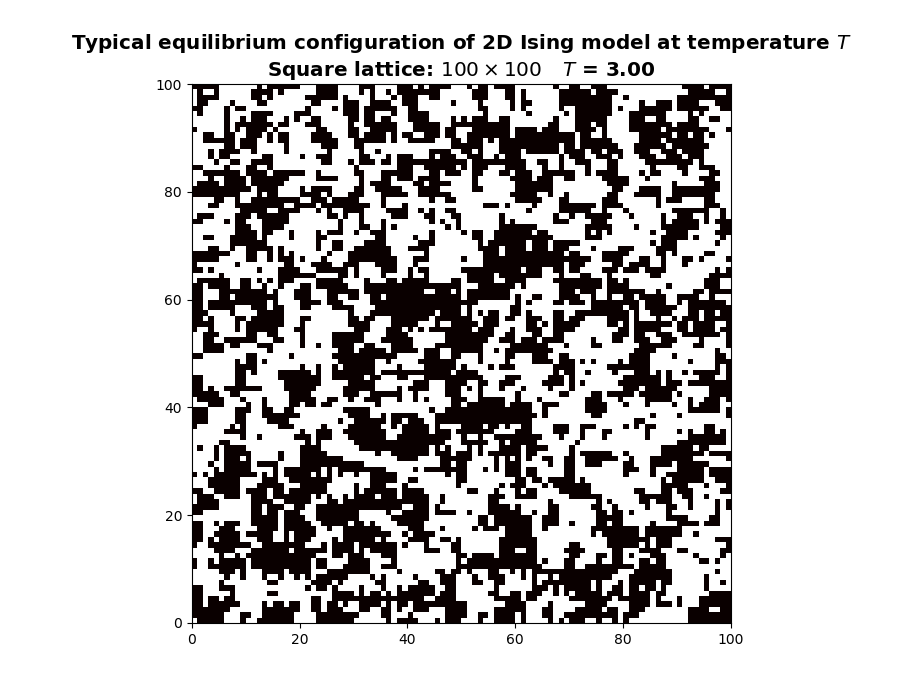 Typical equilibrium configuration of 2D Ising model at temperature T
Square lattice: 100 × 100 T = 3.00
100
80
60
40
20
0
0 20 40 60 80 100